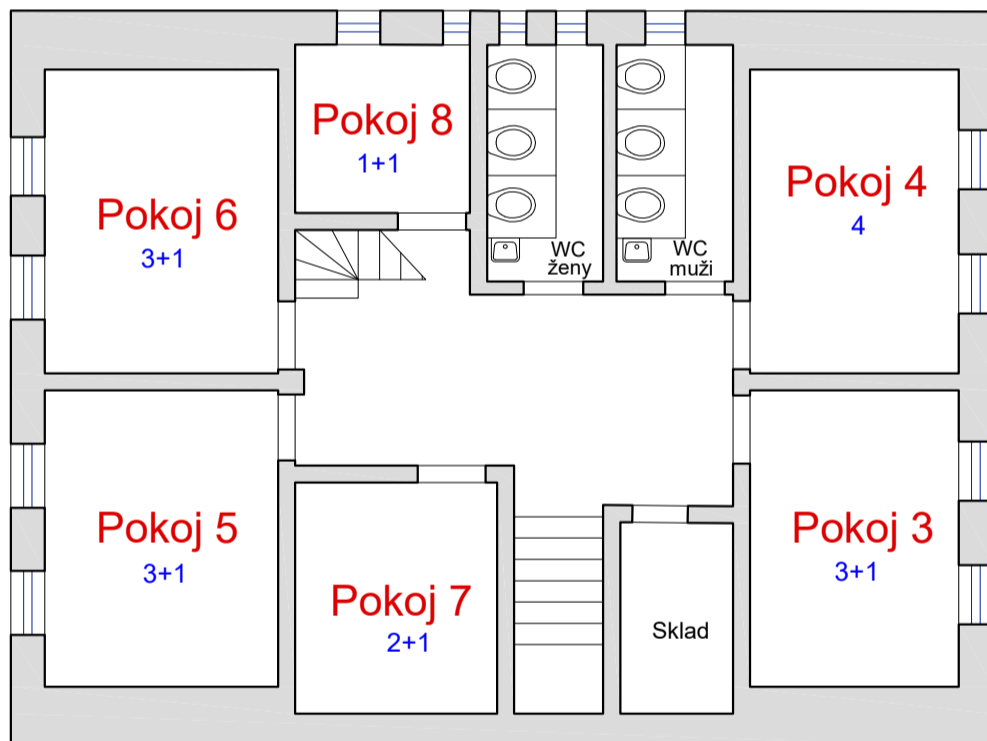 Pokoj 8
1+1
Pokoj 6
3+1
WC
ženy
WC
muži
Pokoj 4
4
Pokoj 5
3+1
Pokoj 7
2+1
Sklad
Pokoj 3
3+1